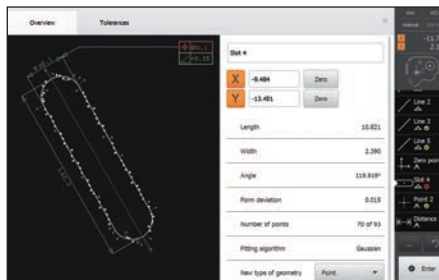 Overview
Tolerances
Slot 4
X
-9.484
Zero
Y
-13.451
Zero
Length
10.821
Width
2.390
Angle
119.919°
Form deviation
0.015
Number of points
70 of 93
Fitting algorithm
Gaussian
New type of geometry
Point
Line 2
Line 3
Line 5
Zero point
Slot 4
Point 2
Distance
Enter